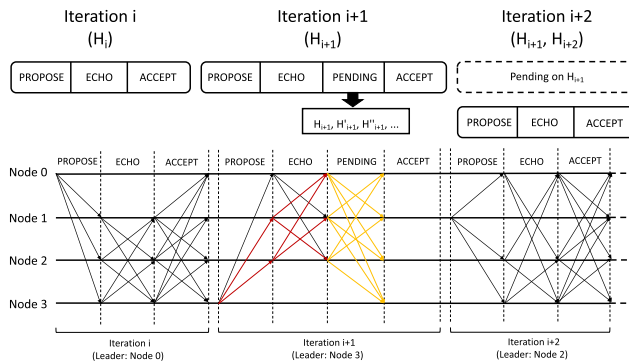 Iteration i
(Hi)
Iteration i+1
(Hi+1)
Iteration i+2
(Hi+1, Hi+2)
PROPOSE ECHO ACCEPT
PROPOSE ECHO PENDING ACCEPT
Pending on Hi+1
Hi+1, H'i+1, H''i+1, ...
PROPOSE ECHO ACCEPT
PROPOSE ECHO ACCEPT PROPOSE ECHO PENDING ACCEPT PROPOSE ECHO ACCEPT
Node 0
Node 1
Node 2
Node 3
Iteration i
(Leader: Node 0)
Iteration i+1
(Leader: Node 3)
Iteration i+2
(Leader: Node 2)